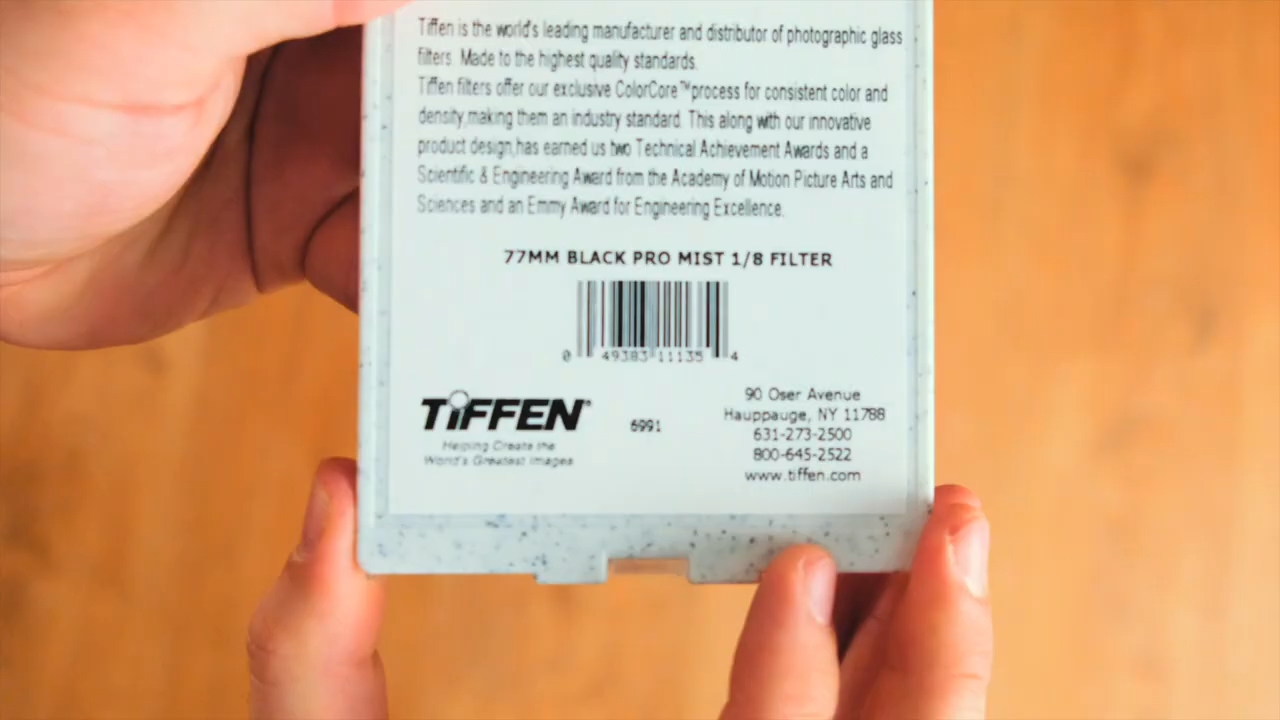 Tiffen is the world's leading manufacturer and distributor of photographic glass
filters. Made to the highest quality standards.
Tiffen filters offer our exclusive ColorCore™process for consistent color and
density,making them an industry standard. This along with our innovative
product design,has earned us two Technical Achievement Awards and a
Scientific & Engineering Award from the Academy of Motion Picture Arts and
Sciences and an Emmy Award for Engineering Excellence.
77MM BLACK PRO MIST 1/8 FILTER
0 49383 11135 4
TiFFEN®
Helping Create the
World's Greatest Images
6991
90 Oser Avenue
Hauppauge, NY 11788
631-273-2500
800-645-2522
www.tiffen.com